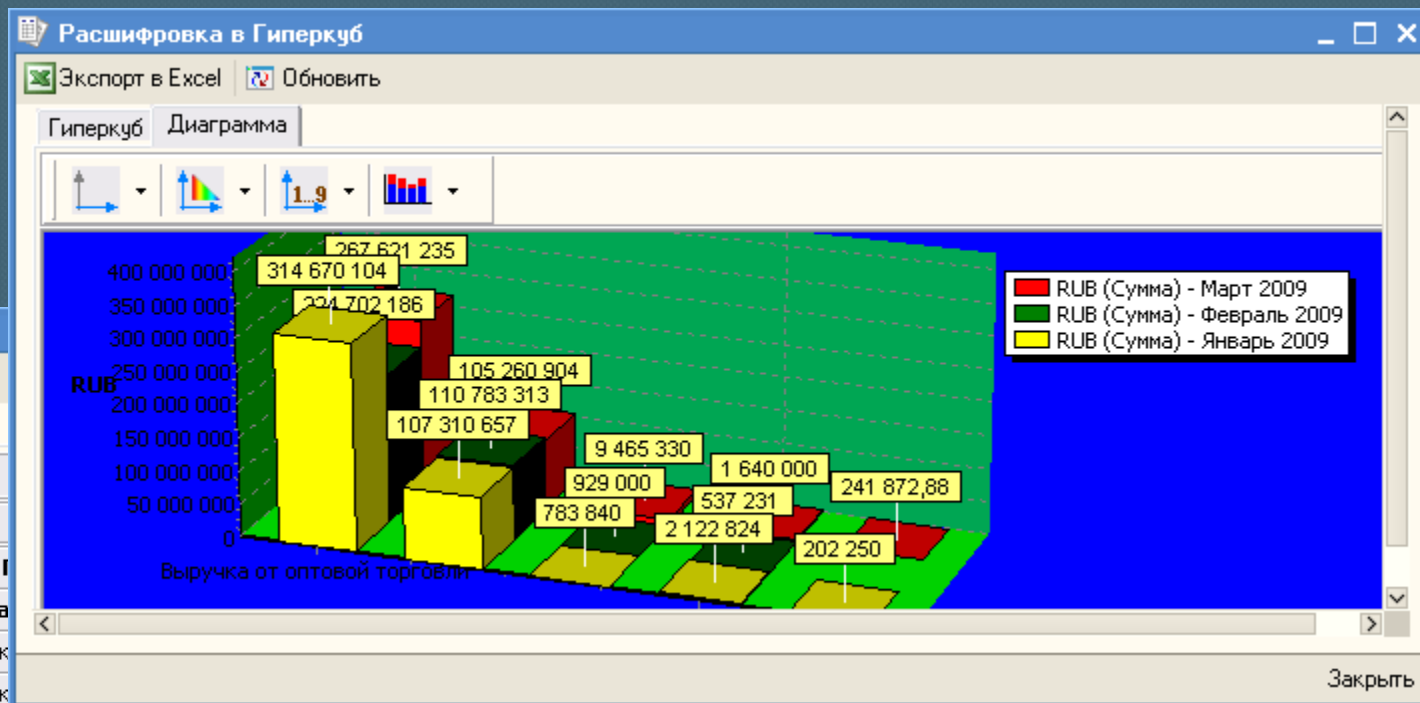 Расшифровка в Гиперкуб
Экспорт в Excel Обновить
Гиперкуб Диаграмма
1..9
267 621 235
314 670 104
224 702 186
400 000 000
350 000 000
300 000 000
250 000 000
200 000 000
150 000 000
100 000 000
50 000 000
0
RUB
105 260 904
110 783 313
107 310 657
9 465 330
929 000
783 840
1 640 000
537 231
2 122 824
241 872,88
202 250
Выручка от оптовой торговли
RUB (Сумма) - Март 2009
RUB (Сумма) - Февраль 2009
RUB (Сумма) - Январь 2009
Закрыть